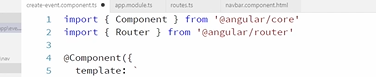 create-event.component.ts app.module.ts routes.ts navbar.component.html
1 import { Component } from '@angular/core'
2 import { Router } from '@angular/router'
3
4 @Component({
5 template: `